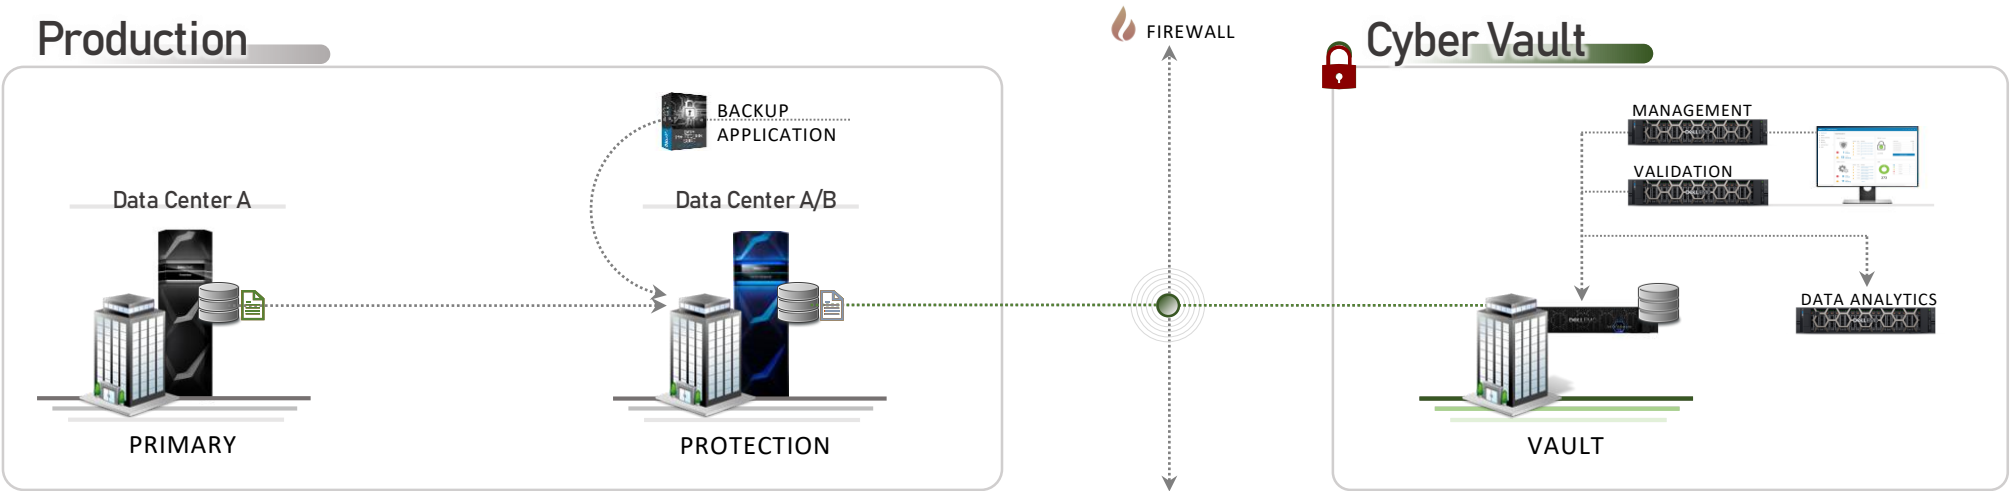 Production
FIREWALL
Cyber Vault
BACKUP
APPLICATION
MANAGEMENT
VALIDATION
Data Center A
Data Center A/B
DATA ANALYTICS
PRIMARY
PROTECTION
VAULT